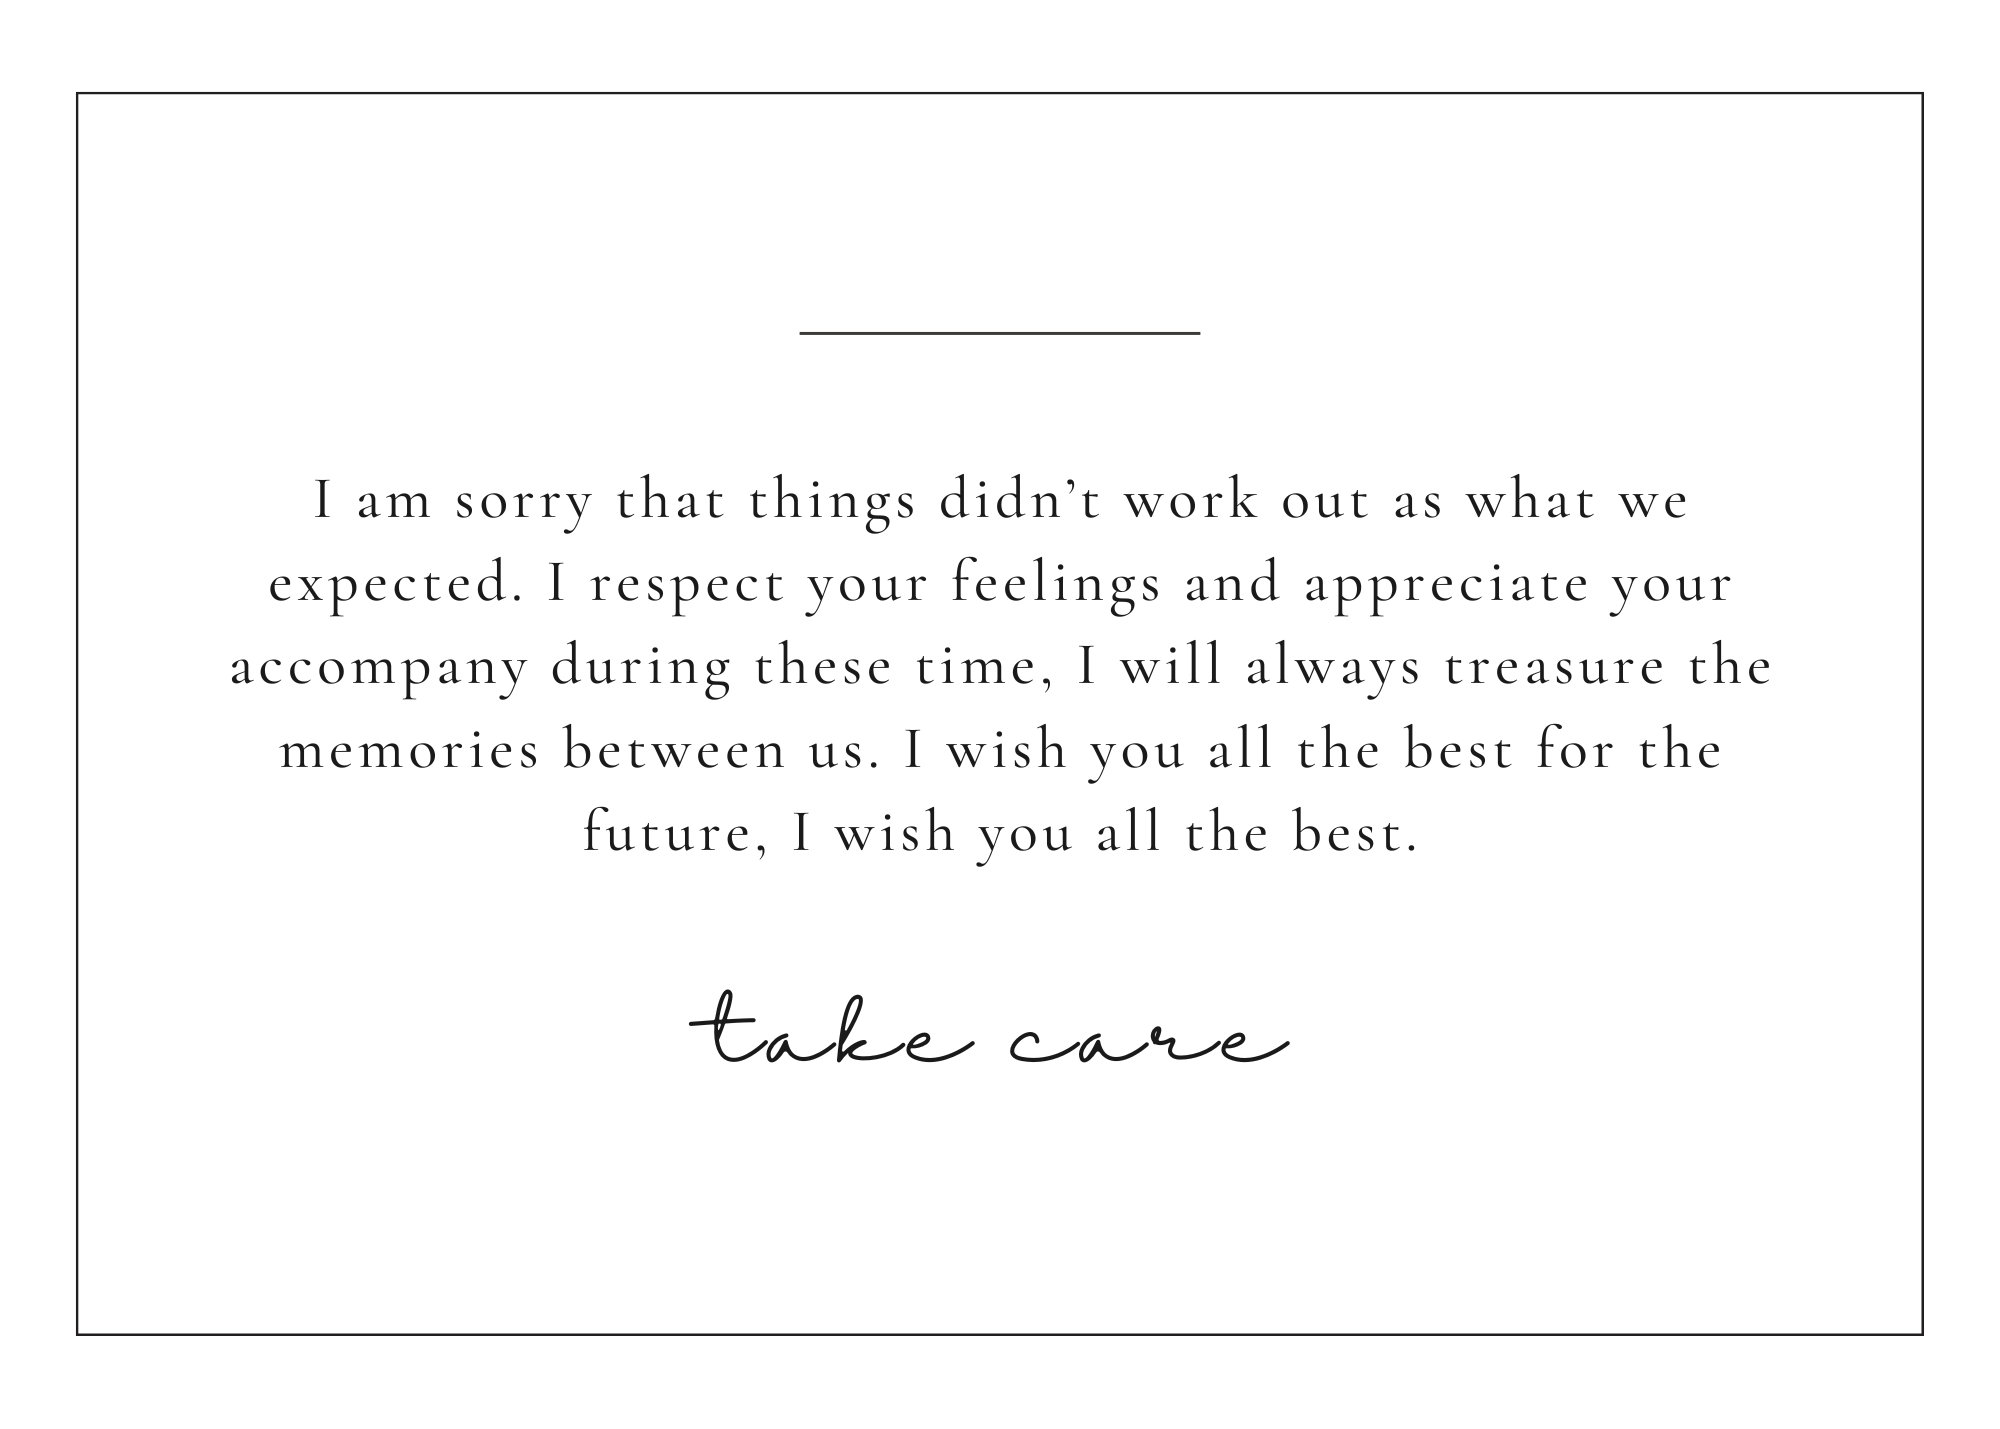 I am sorry that things didn’t work out as what we
expected. I respect your feelings and appreciate your
accompany during these time, I will always treasure the
memories between us. I wish you all the best for the
future, I wish you all the best.
take care